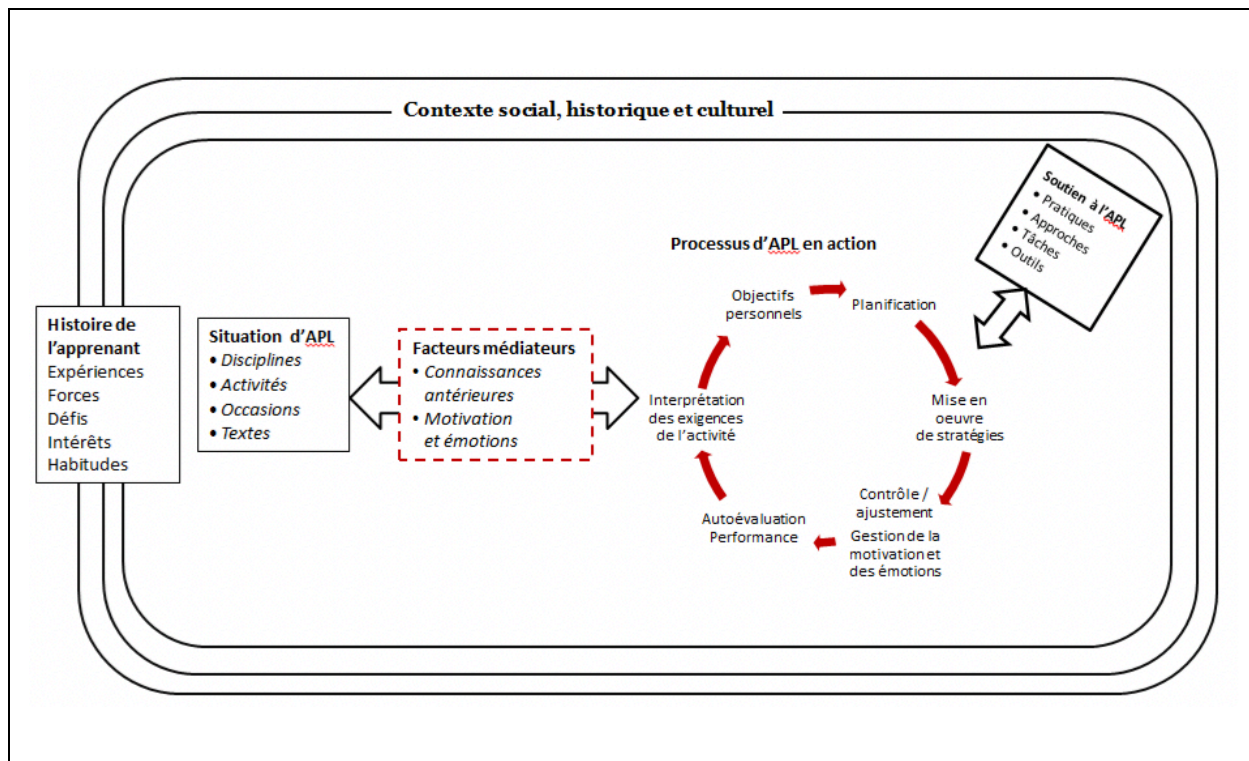 Contexte social, historique et culturel
Soutien à l'APL
• Pratiques
• Approches
• Tâches
• Outils
Histoire de
l'apprenant
Expériences
Forces
Défis
Intérêts
Habitudes
Situation d'APL
• Disciplines
• Activités
• Occasions
• Textes
Facteurs médiateurs
• Connaissances
antérieures
• Motivation
et émotions
Processus d'APL en action
Objectifs
personnels
Planification
Mise en
oeuvre
de stratégies
Contrôle /
ajustement
Gestion de la
motivation et
des émotions
Autoévaluation
Performance
Interprétation
des exigences
de l'activité